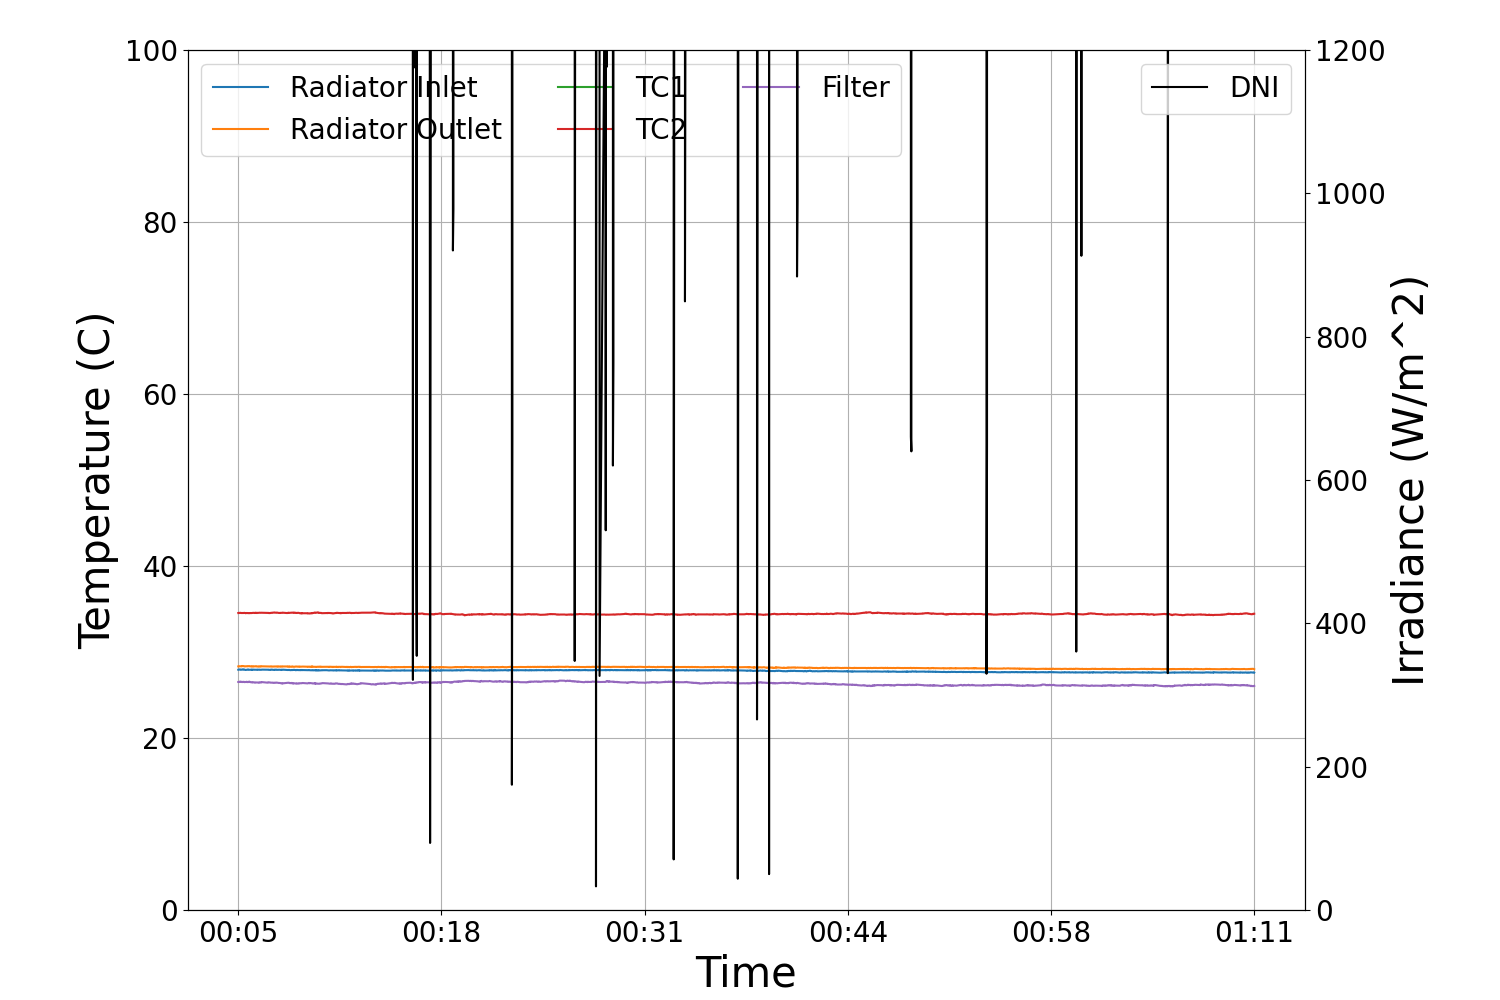 Radiator Inlet
Radiator Outlet
TC1
TC2
Filter
DNI
Temperature (C)
100
80
60
40
20
0
1200
1000
800
600
400
200
0
Irradiance (W/m^2)
00:05 00:18 00:31 00:44 00:58 01:11
Time